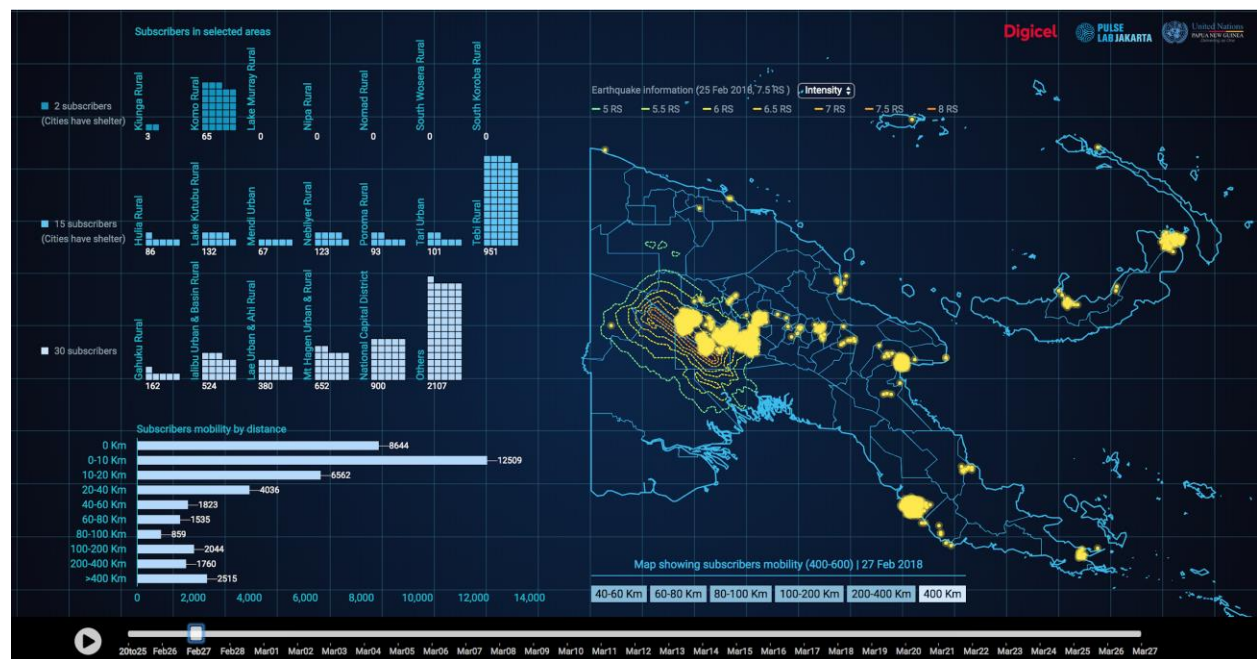 Subscribers in selected areas
Digicel
PULSE
LAB JAKARTA
United Nations
PAPUA NEW GUINEA
2 subscribers
(Cities have shelter)
Kiunga Rural
Komo Rural
Lake Murray Rural
Nipa Rural
Nomad Rural
South Wosera Rural
South Koroba Rural
3
65
0
0
0
0
0
15 subscribers
(Cities have shelter)
Hulia Rural
Lake Kutubu Rural
Mendi Urban
Nebilyer Rural
Poroma Rural
Tari Urban
Tebi Rural
86
132
67
123
93
101
951
30 subscribers
Gahuku Rural
Ialibu Urban & Basin Rural
Lae Urban & Ahi Rural
Mt Hagen Urban & Rural
National Capital District
Others
162
524
380
652
900
2107
Earthquake information (25 Feb 2018, 7.5 RS )
Intensity
5 RS
5.5 RS
6 RS
6.5 RS
7 RS
7.5 RS
8 RS
Subscribers mobility by distance
0 Km 8644
0-10 Km 12509
10-20 Km 6562
20-40 Km 4036
40-60 Km 1823
60-80 Km 1535
80-100 Km 859
100-200 Km 2044
200-400 Km 1760
>400 Km 2515
0 2,000 4,000 6,000 8,000 10,000 12,000 14,000
Map showing subscribers mobility (400-600) | 27 Feb 2018
40-60 Km 60-80 Km 80-100 Km 100-200 Km 200-400 Km 400 Km
20to25 Feb26 Feb27 Feb28 Mar01 Mar02 Mar03 Mar04 Mar05 Mar06 Mar07 Mar08 Mar09 Mar10 Mar11 Mar12 Mar13 Mar14 Mar15 Mar16 Mar17 Mar18 Mar19 Mar20 Mar21 Mar22 Mar23 Mar24 Mar25 Mar26 Mar27